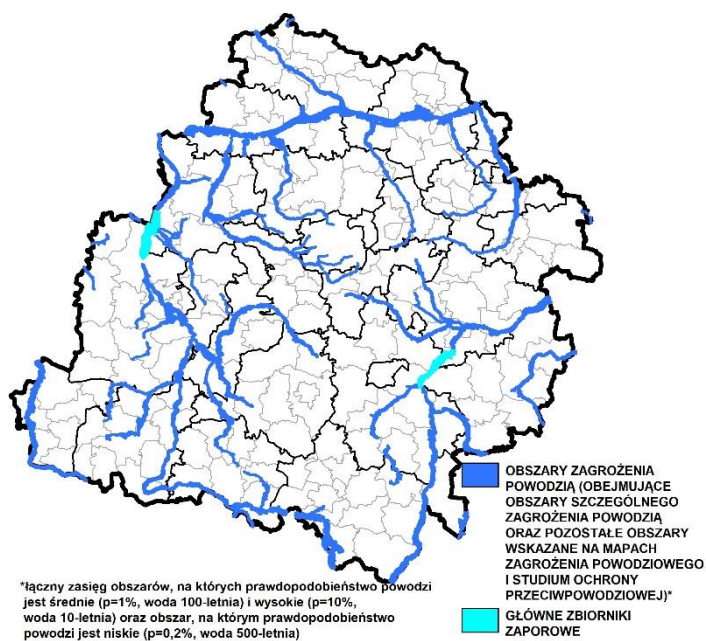 OBSZARY ZAGROŻENIA
POWODZIĄ (OBEJMUJĄCE
OBSZARY SZCZEGÓLNEGO
ZAGROŻENIA POWODZIĄ
ORAZ POZOSTAŁE OBSZARY
WSKAZANE NA MAPACH
ZAGROŻENIA POWODZIOWEGO
I STUDIUM OCHRONY
PRZECIWPOWODZIOWEJ)*
GŁÓWNE ZBIORNIKI
ZAPOROWE
*łączny zasięg obszarów, na których prawdopodobieństwo powodzi
jest średnie (p=1%, woda 100-letnia) i wysokie (p=10%,
woda 10-letnia) oraz obszar, na którym prawdopobieństwo
powodzi jest niskie (p=0,2%, woda 500-letnia)